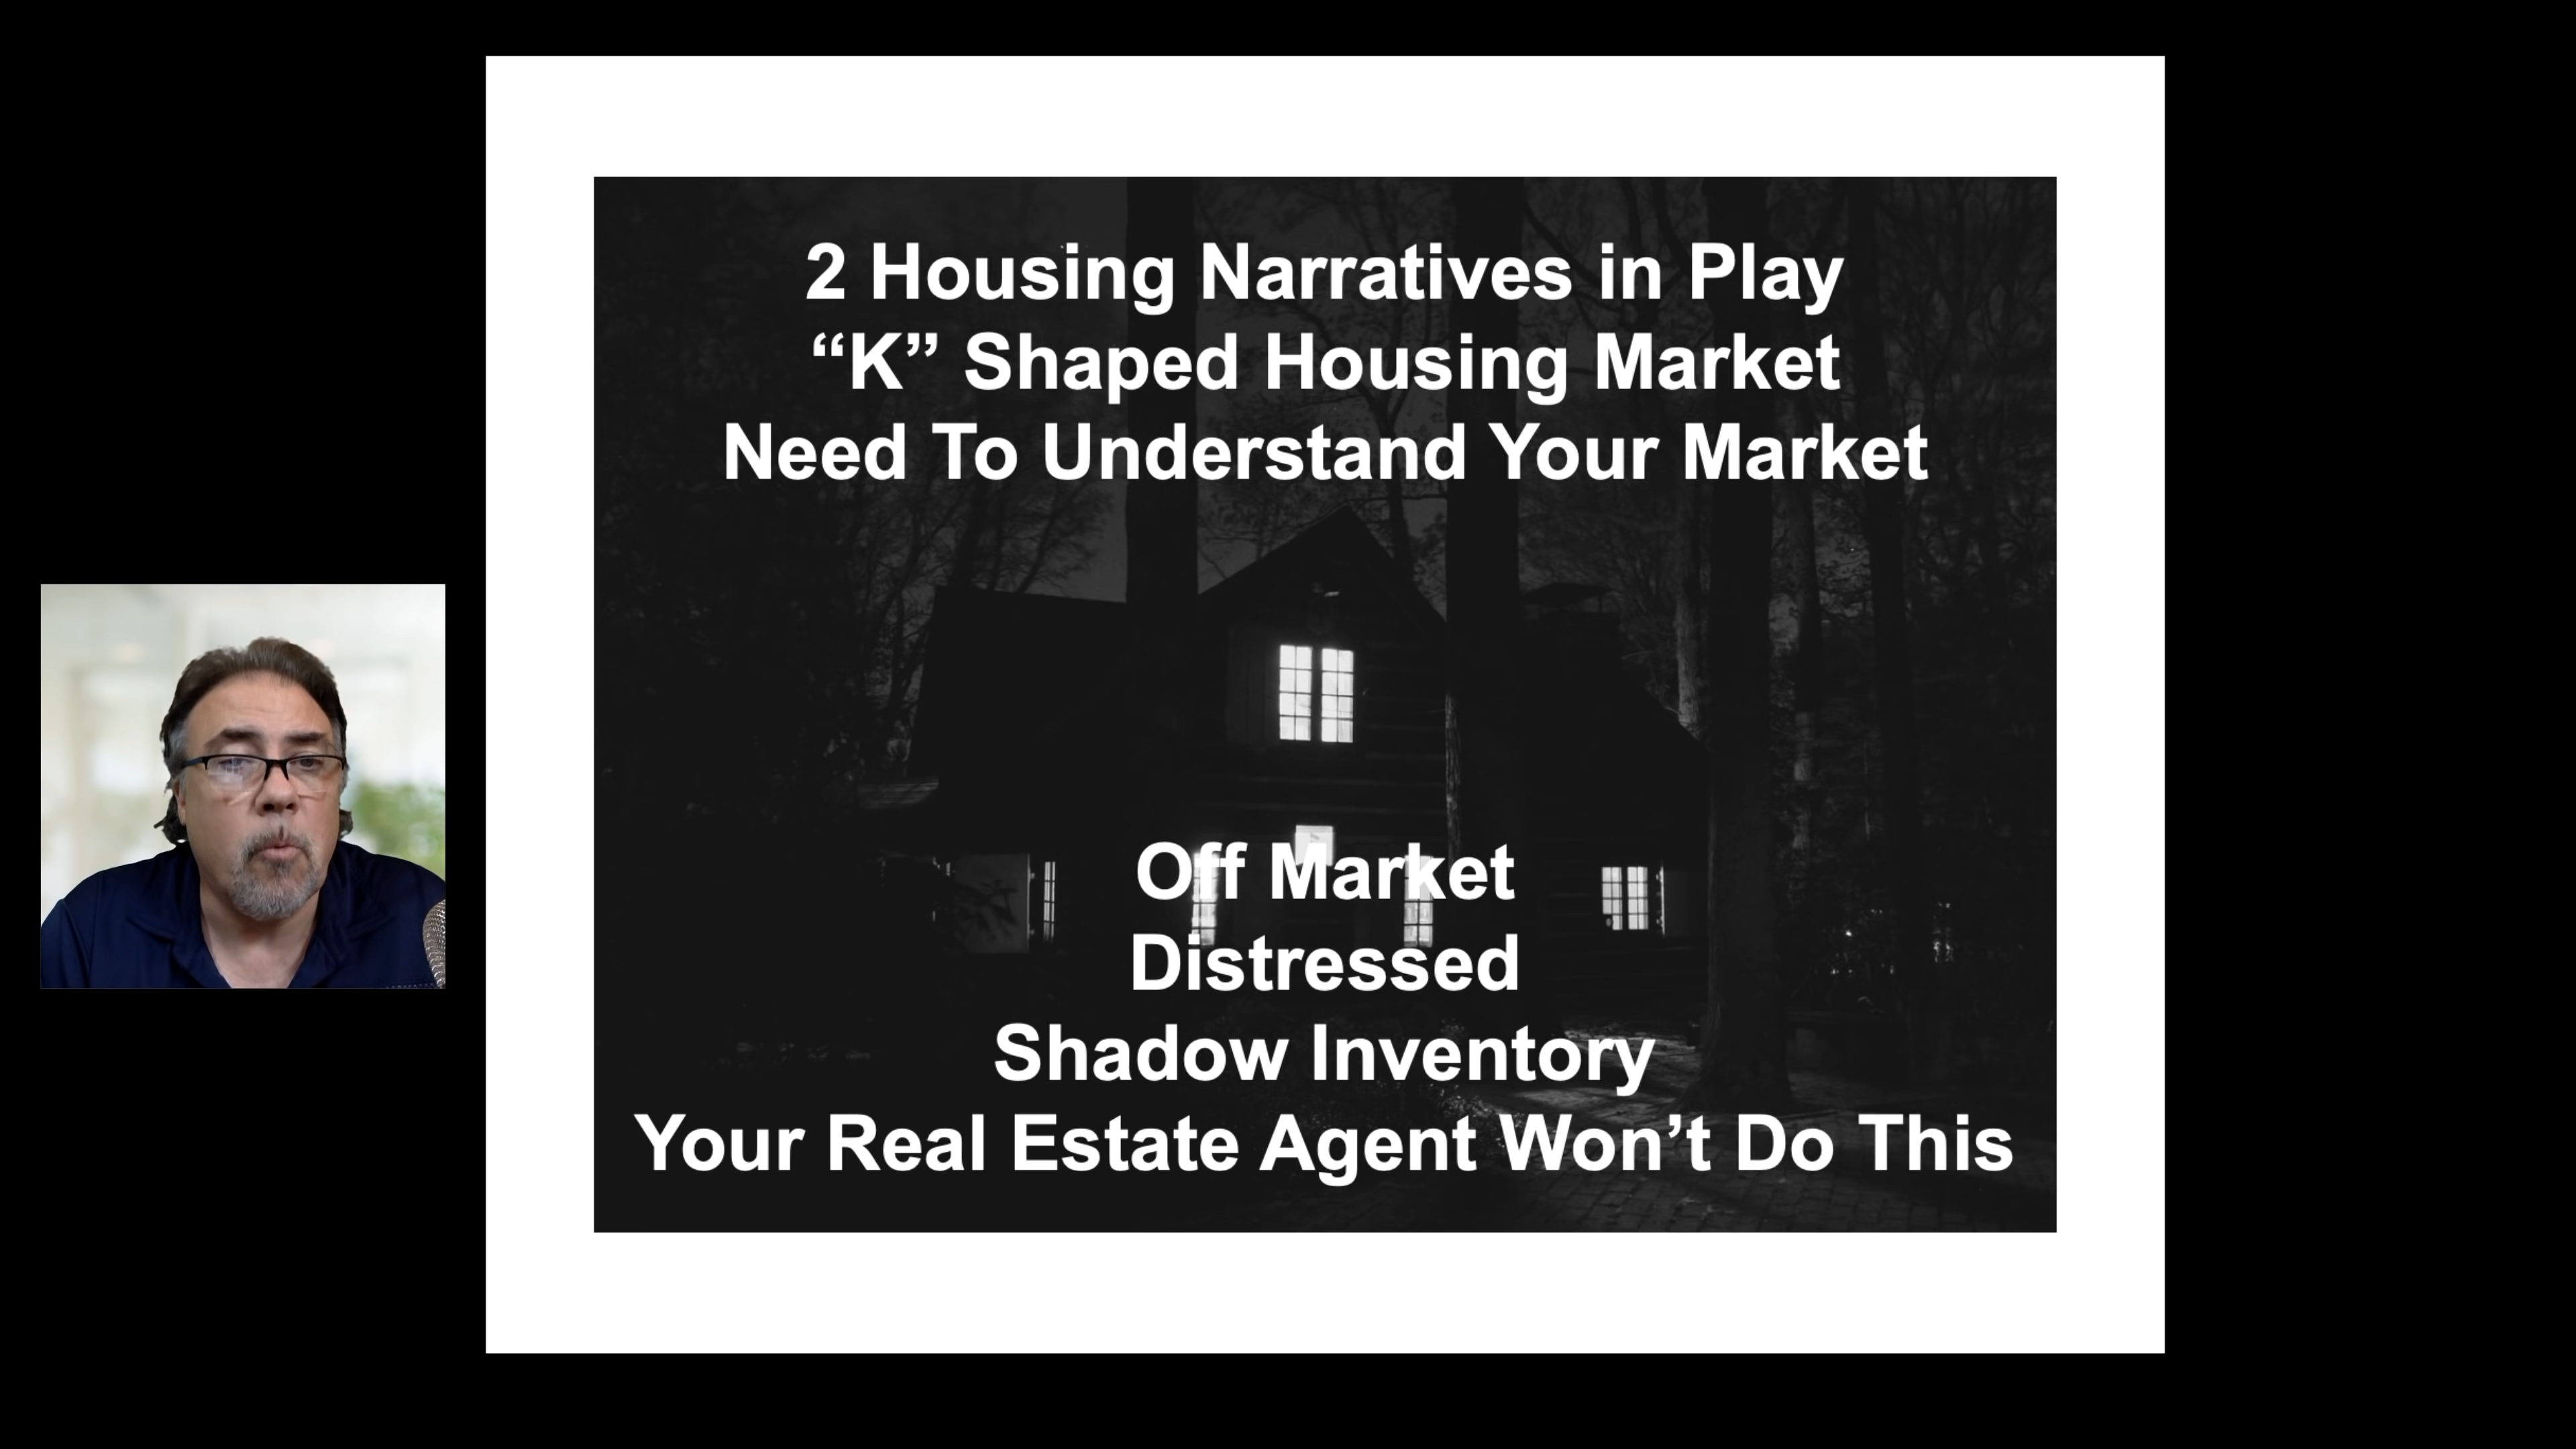 2 Housing Narratives in Play
“K” Shaped Housing Market
Need To Understand Your Market
Off Market
Distressed
Shadow Inventory
Your Real Estate Agent Won’t Do This